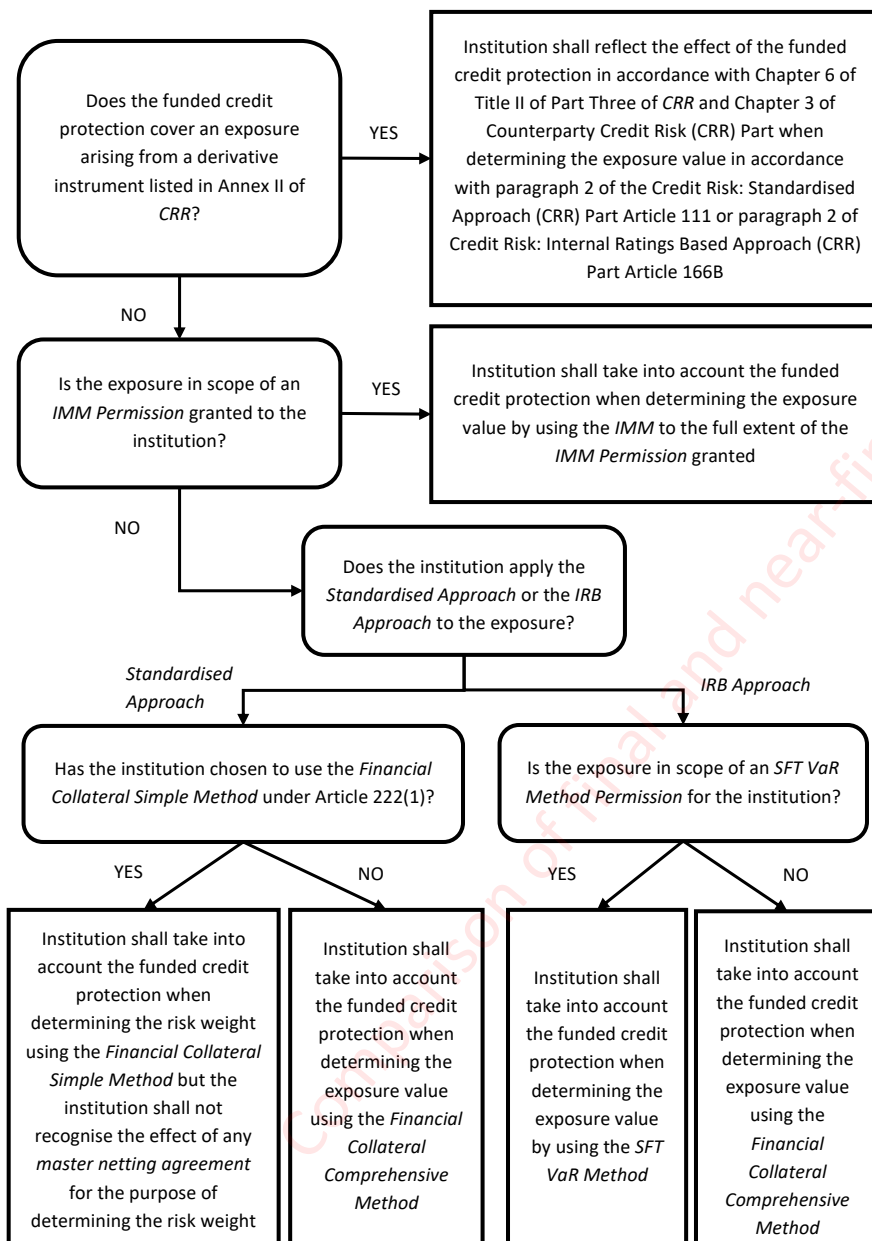 Does the funded credit
protection cover an exposure
arising from a derivative
instrument listed in Annex II of
CRR?
YES
Institution shall reflect the effect of the funded
credit protection in accordance with Chapter 6 of
Title II of Part Three of CRR and Chapter 3 of
Counterparty Credit Risk (CRR) Part when
determining the exposure value in accordance
with paragraph 2 of the Credit Risk: Standardised
Approach (CRR) Part Article 111 or paragraph 2 of
Credit Risk: Internal Ratings Based Approach (CRR)
Part Article 166B
NO
Is the exposure in scope of an
IMM Permission granted to the
institution?
YES
Institution shall take into account the funded
credit protection when determining the exposure
value by using the IMM to the full extent of the
IMM Permission granted
NO
Does the institution apply the
Standardised Approach or the IRB
Approach to the exposure?
Standardised
Approach
IRB Approach
Has the institution chosen to use the Financial
Collateral Simple Method under Article 222(1)?
Is the exposure in scope of an SFT VaR
Method Permission for the institution?
YES
NO
YES
NO
Institution shall take into
account the funded credit
protection when
determining the risk weight
using the Financial Collateral
Simple Method but the
institution shall not
recognise the effect of any
master netting agreement
for the purpose of
determining the risk weight
Institution shall
take into account
the funded credit
protection when
determining the
exposure value
using the Financial
Collateral
Comprehensive
Method
Institution shall
take into account
the funded credit
protection when
determining the
exposure value
by using the SFT
VaR Method
Institution shall
take into account
the funded credit
protection when
determining the
exposure value
using the
Financial
Collateral
Comprehensive
Method
Comparison of final and near-fin